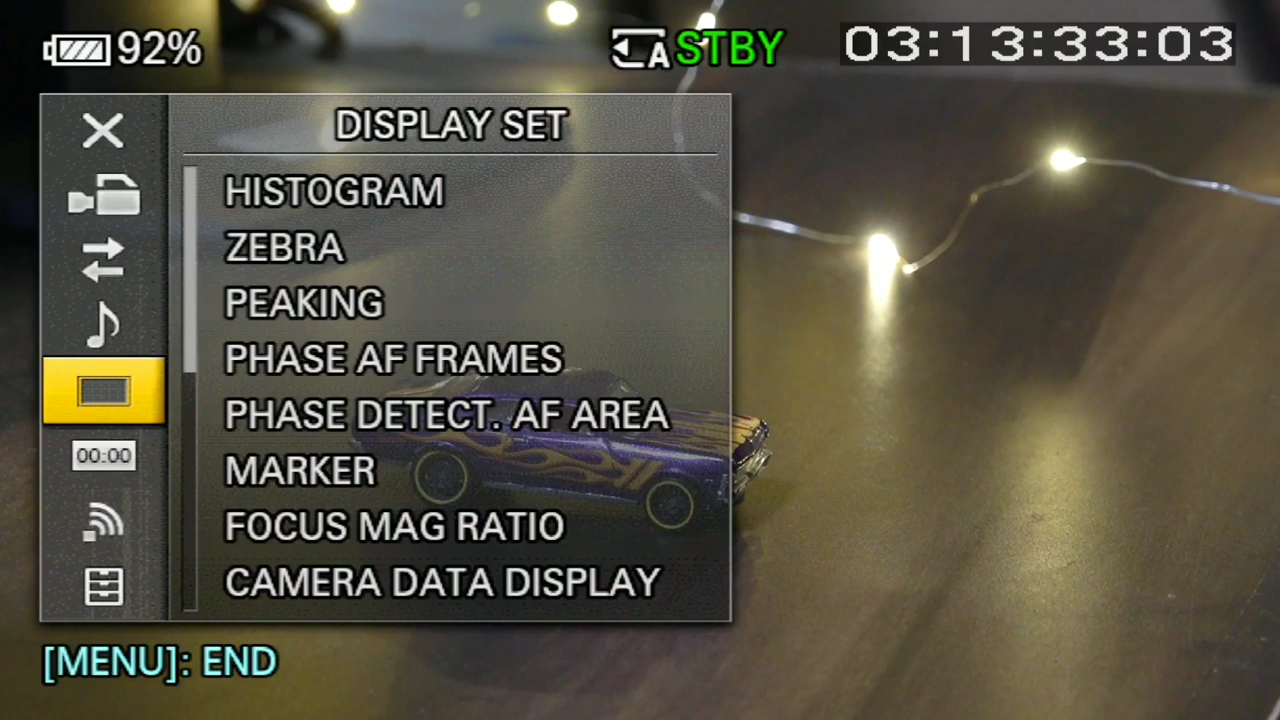 92%
A STBY
03:13:33:03
DISPLAY SET
HISTOGRAM
ZEBRA
PEAKING
PHASE AF FRAMES
PHASE DETECT. AF AREA
MARKER
00:00
FOCUS MAG RATIO
CAMERA DATA DISPLAY
[MENU]: END